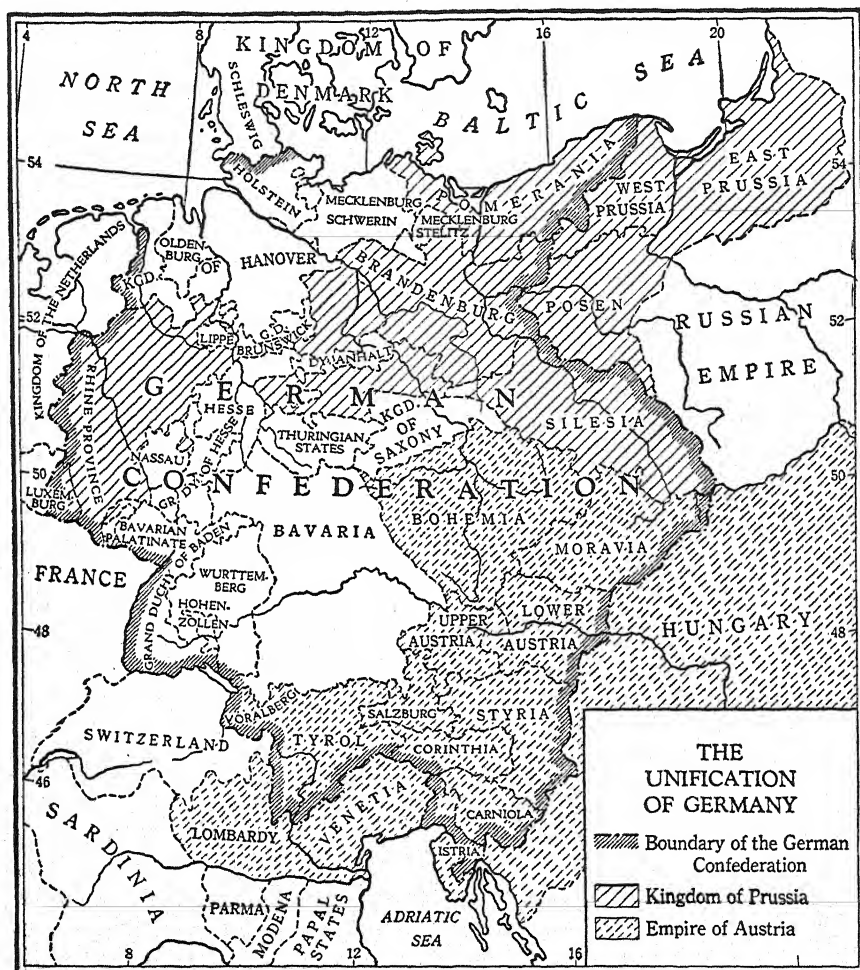 4
8
12
16
20
KINGDOM OF
DENMARK
NORTH
SEA
SCHLESWIG
BALTIC SEA
54
54
HOLSTEIN
MECKLENBURG
SCHWERIN
POMERANIA
MECKLENBURG
STELITZ
WEST
PRUSSIA
EAST
PRUSSIA
KINGDOM OF THE NETHERLANDS
OLDEN-
BURG
KGD. OF HANOVER
BRANDENBURG
POSEN
52
52
RUSSIAN
EMPIRE
LIPPE
G.D.
BRUNSWICK
DY. ANHALT
RHINE PROVINCE
GERMAN
HESSE
THURINGIAN
STATES
KGD.
OF
SAXONY
SILESIA
50
50
NASSAU
GR. DY. OF HESSE
CONFEDERATION
LUXEM-
BURG
BAVARIAN
PALATINATE
BAVARIA
BOHEMIA
MORAVIA
FRANCE
GRAND DUCHY OF BADEN
WURTTEM-
BERG
HOHEN-
ZOLLEN
48
48
UPPER
AUSTRIA
LOWER
AUSTRIA
HUNGARY
VORALBERG
SWITZERLAND
TYROL
SALZBURG
STYRIA
CORINTHIA
46
SARDINIA
LOMBARDY
VENETIA
CARNIOLA
ISTRIA
PARMA
MODENA
PAPAL
STATES
ADRIATIC
SEA
8
12
16
THE
UNIFICATION
OF GERMANY
Boundary of the German
Confederation
Kingdom of Prussia
Empire of Austria